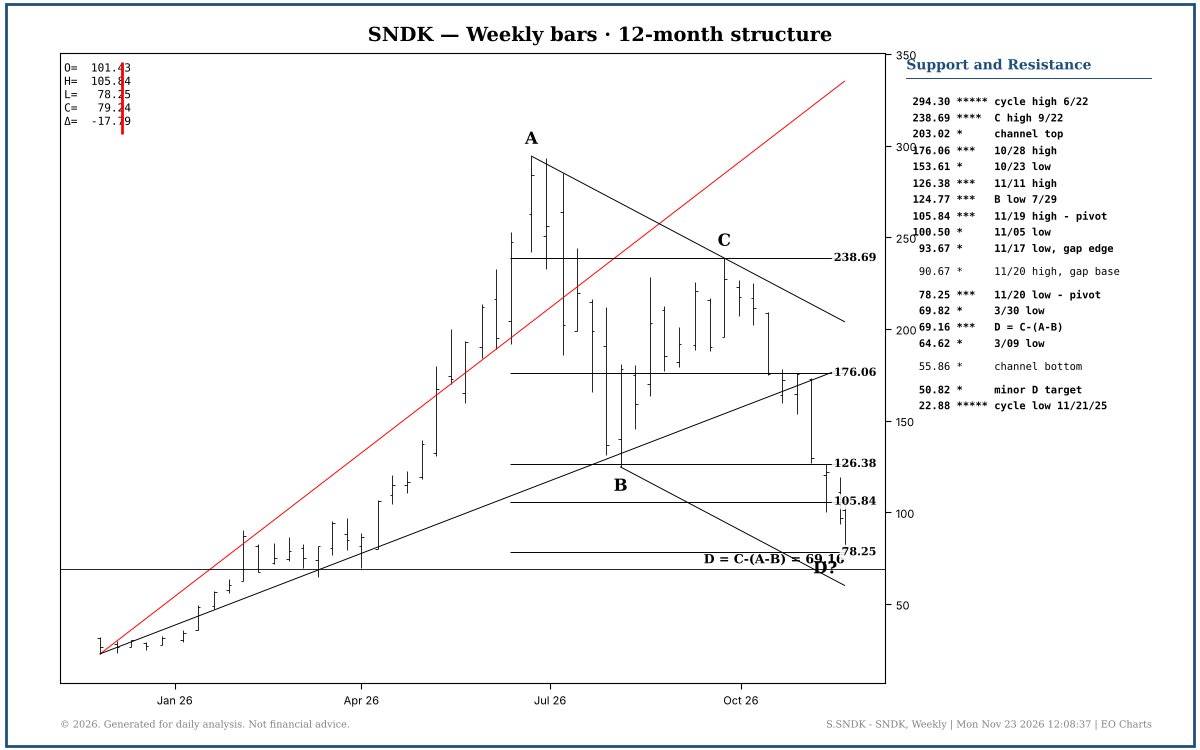 SNDK — Weekly bars · 12-month structure
O= 101.43
H= 105.84
L= 78.25
C= 79.24
Δ= -17.79
A
C
B
D?
238.69
176.06
126.38
105.84
78.25
D = C-(A-B) = 69.16
350
300
250
200
150
100
50
Jan 26
Apr 26
Jul 26
Oct 26
Support and Resistance
294.30 ***** cycle high 6/22
238.69 **** C high 9/22
203.02 * channel top
176.06 *** 10/28 high
153.61 * 10/23 low
126.38 *** 11/11 high
124.77 *** B low 7/29
105.84 *** 11/19 high - pivot
100.50 * 11/05 low
93.67 * 11/17 low, gap edge
90.67 * 11/20 high, gap base
78.25 *** 11/20 low - pivot
69.82 * 3/30 low
69.16 *** D = C-(A-B)
64.62 * 3/09 low
55.86 * channel bottom
50.82 * minor D target
22.88 ***** cycle low 11/21/25
© 2026. Generated for daily analysis. Not financial advice.
S.SNDK - SNDK, Weekly | Mon Nov 23 2026 12:08:37 | EO Charts